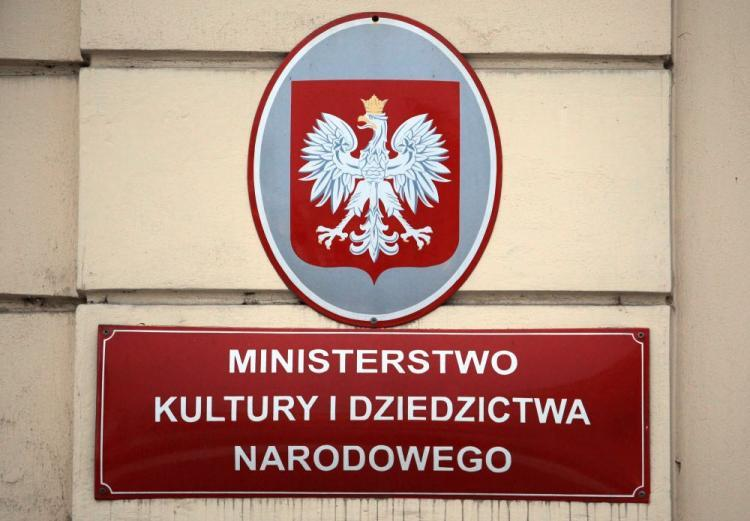 MINISTERSTWO
KULTURY I DZIEDZICTWA
NARODOWEGO